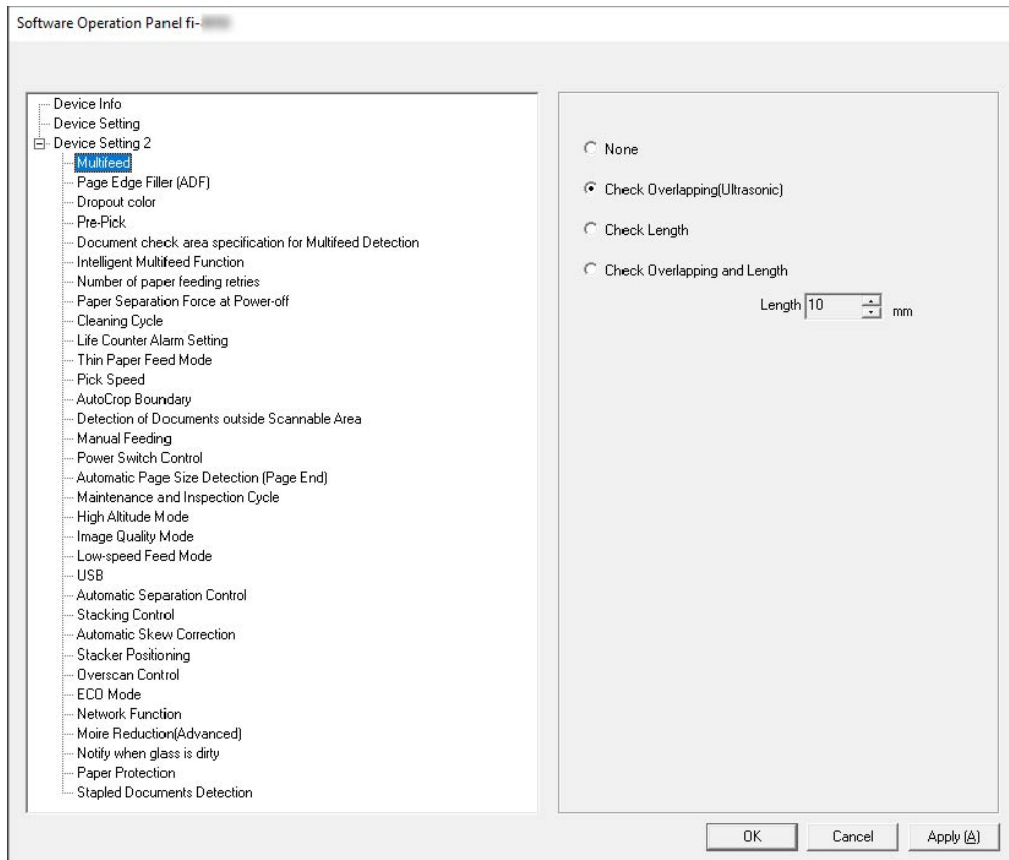 Software Operation Panel fi-
Device Info
Device Setting
Device Setting 2
Multifeed
Page Edge Filler (ADF)
Dropout color
Pre-Pick
Document check area specification for Multifeed Detection
Intelligent Multifeed Function
Number of paper feeding retries
Paper Separation Force at Power-off
Cleaning Cycle
Life Counter Alarm Setting
Thin Paper Feed Mode
Pick Speed
AutoCrop Boundary
Detection of Documents outside Scannable Area
Manual Feeding
Power Switch Control
Automatic Page Size Detection (Page End)
Maintenance and Inspection Cycle
High Altitude Mode
Image Quality Mode
Low-speed Feed Mode
USB
Automatic Separation Control
Stacking Control
Automatic Skew Correction
Stacker Positioning
Overscan Control
ECO Mode
Network Function
Moire Reduction(Advanced)
Notify when glass is dirty
Paper Protection
Stapled Documents Detection
None
Check Overlapping(Ultrasonic)
Check Length
Check Overlapping and Length
Length 10 mm
OK Cancel Apply (A)